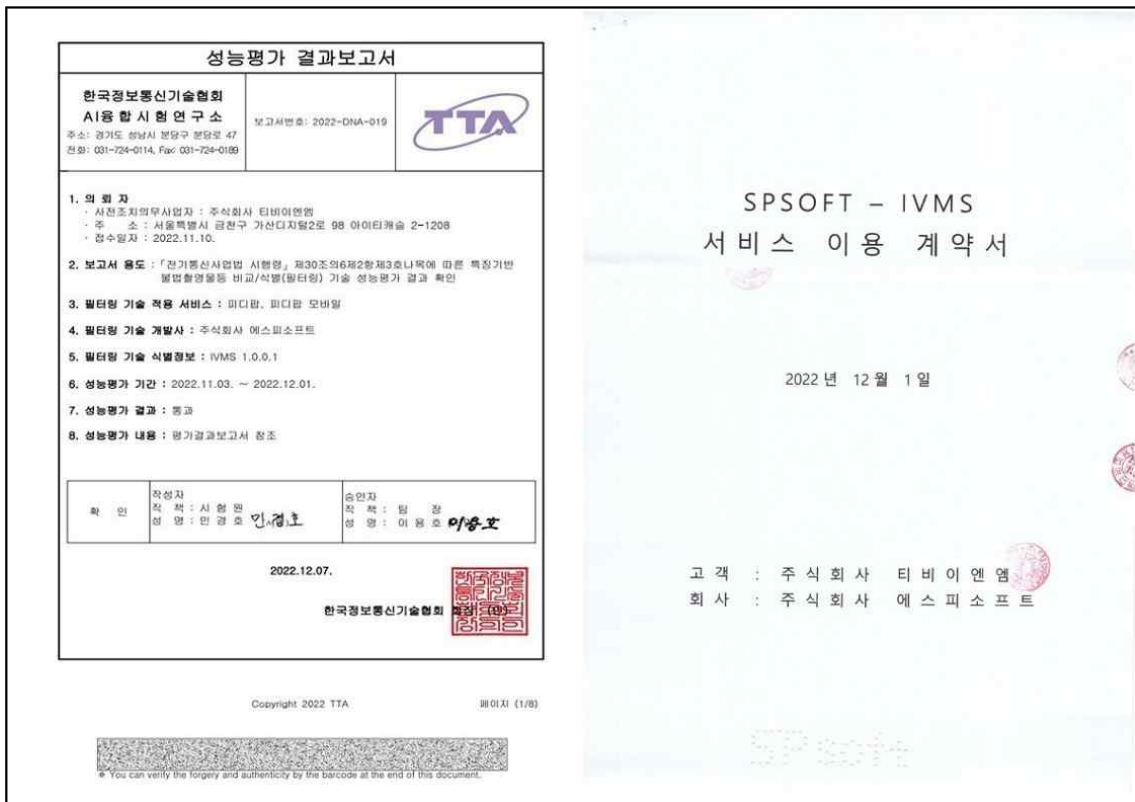 성능평가 결과보고서
한국정보통신기술협회
AI융합시험연구소
주소: 경기도 성남시 분당구 분당로 47
전화: 031-724-0114, Fax: 031-724-0189
보고서번호: 2022-DNA-019
TTA
1. 의 뢰 자
· 사전조치의무사업자 : 주식회사 티비이엔엠
· 주 소 : 서울특별시 금천구 가산디지털2로 98 아이티캐슬 2-1208
· 접수일자 : 2022.11.10.
2. 보고서 용도 : 「전기통신사업법 시행령」 제30조의6제2항제3호나목에 따른 특징기반
불법촬영물등 비교/식별(필터링) 기술 성능평가 결과 확인
3. 필터링 기술 적용 서비스 : 피디팝, 피디팝 모바일
4. 필터링 기술 개발사 : 주식회사 에스피소프트
5. 필터링 기술 식별정보 : IVMS 1.0.0.1
6. 성능평가 기간 : 2022.11.03. ~ 2022.12.01.
7. 성능평가 결과 : 통과
8. 성능평가 내용 : 평가결과보고서 참조
확 인
작성자
직 책 : 시 험 원
성 명 : 민 경 호 민경호
승인자
직 책 : 팀 장
성 명 : 이 용 호 이용호
2022.12.07.
한국정보통신기술협회 회장 (인)
Copyright 2022 TTA
페이지 (1/8)
* You can verify the forgery and authenticity by the barcode at the end of this document.
SPSOFT – IVMS
서비스 이용 계약서
2022 년 12 월 1 일
고객 : 주식회사 티비이엔엠
회사 : 주식회사 에스피소프트
SPsoft